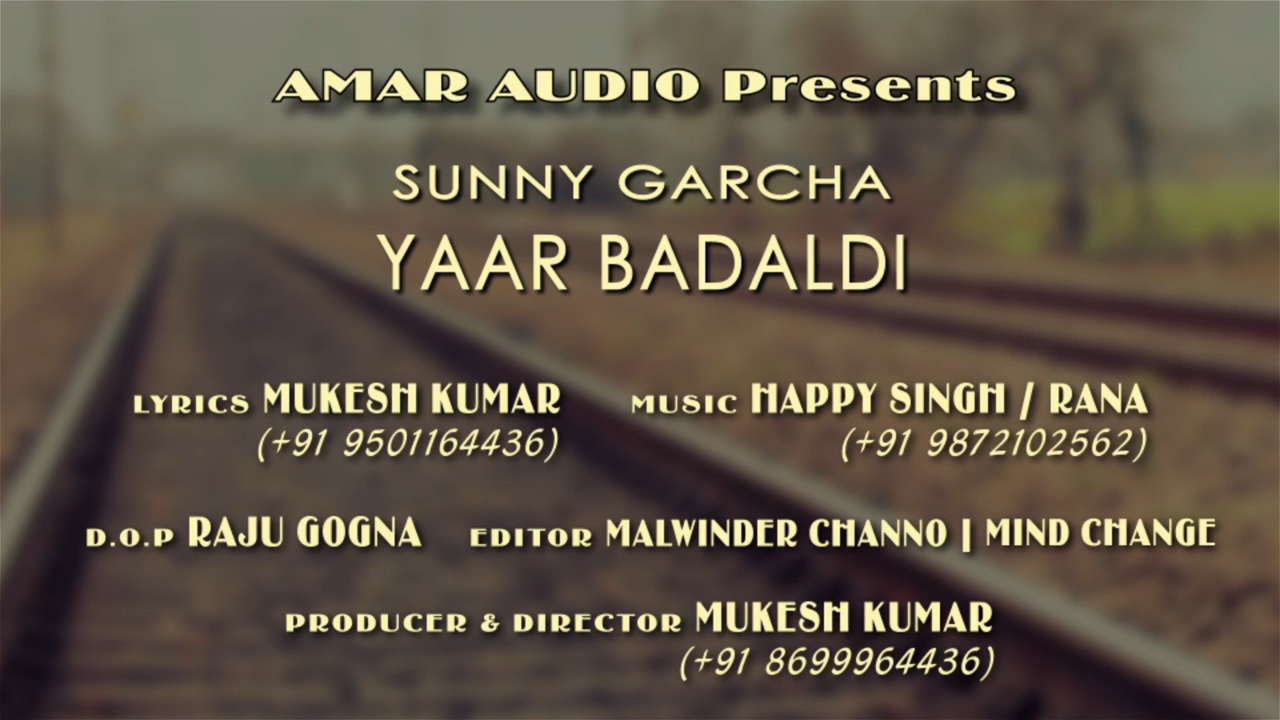 AMAR AUDIO Presents
SUNNY GARCHA
YAAR BADALDI
LYRICS MUKESH KUMAR
(+91 9501164436)
MUSIC HAPPY SINGH / RANA
(+91 9872102562)
D.O.P RAJU GOGNA
EDITOR MALWINDER CHANNO | MIND CHANGE
PRODUCER & DIRECTOR MUKESH KUMAR
(+91 8699964436)